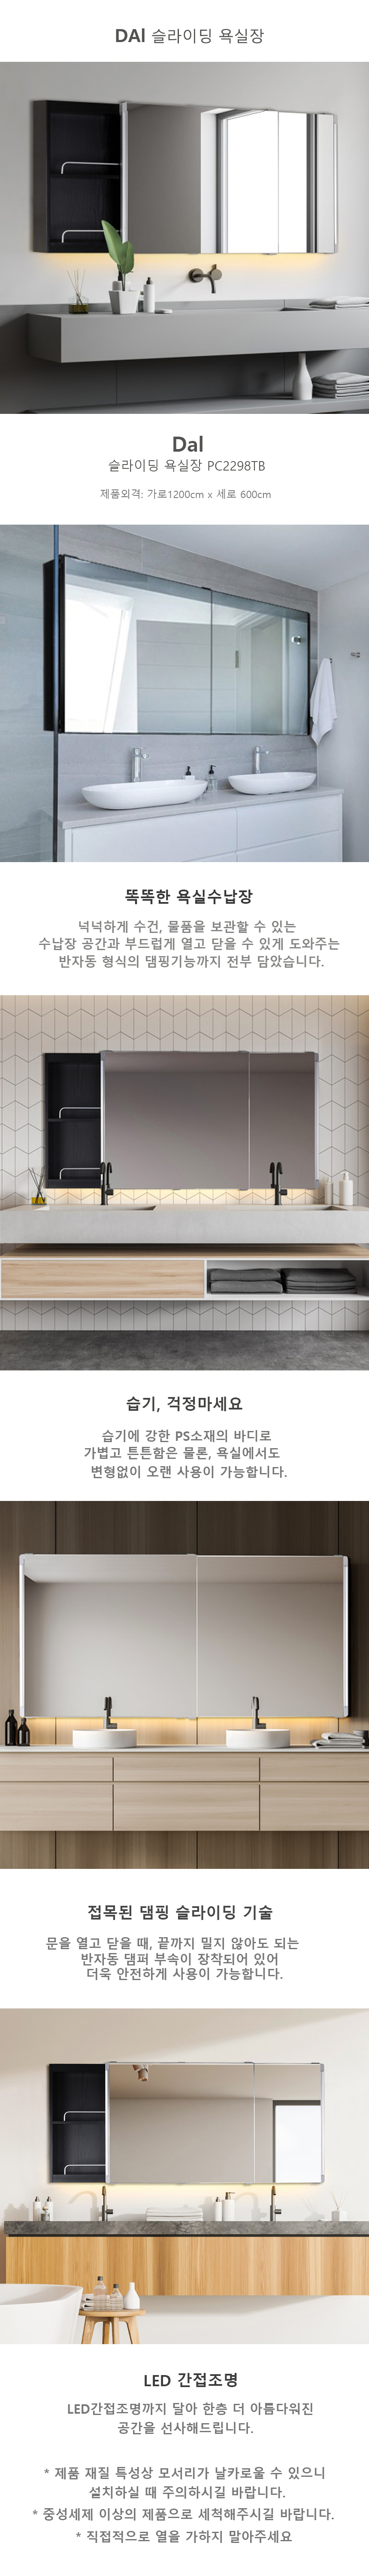 DAl 슬라이딩 욕실장
Dal
슬라이딩 욕실장 PC2298TB
제품외격: 가로1200cm x 세로 600cm
똑똑한 욕실수납장
넉넉하게 수건, 물품을 보관할 수 있는
수납장 공간과 부드럽게 열고 닫을 수 있게 도와주는
반자동 형식의 댐핑기능까지 전부 담았습니다.
습기, 걱정마세요
습기에 강한 PS소재의 바디로
가볍고 튼튼함은 물론, 욕실에서도
변형없이 오랜 사용이 가능합니다.
접목된 댐핑 슬라이딩 기술
문을 열고 닫을 때, 끝까지 밀지 않아도 되는
반자동 댐퍼 부속이 장착되어 있어
더욱 안전하게 사용이 가능합니다.
LED 간접조명
LED간접조명까지 달아 한층 더 아름다워진
공간을 선사해드립니다.
* 제품 재질 특성상 모서리가 날카로울 수 있으니
설치하실 때 주의하시길 바랍니다.
* 중성세제 이상의 제품으로 세척해주시길 바랍니다.
* 직접적으로 열을 가하지 말아주세요